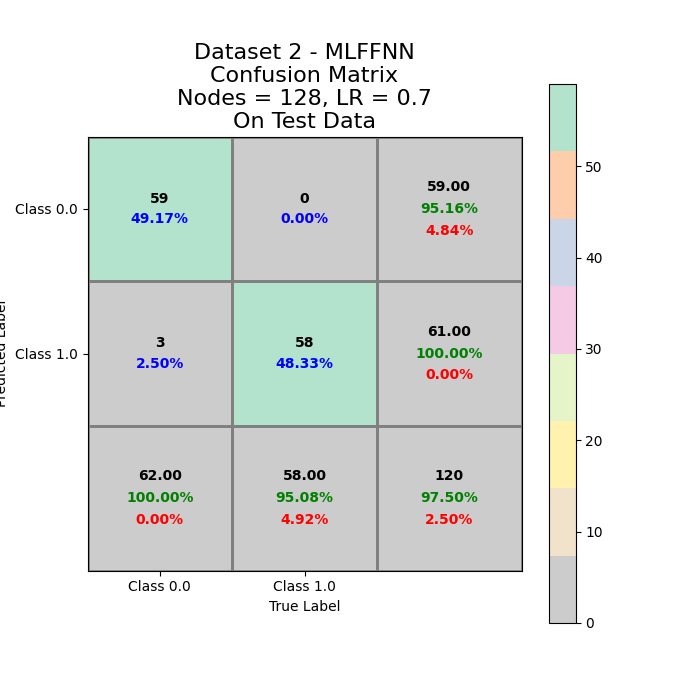 Dataset 2 - MLFFNN
Confusion Matrix
Nodes = 128, LR = 0.7
On Test Data
Class 0.0
59
49.17%
0
0.00%
59.00
95.16%
4.84%
Class 1.0
3
2.50%
58
48.33%
61.00
100.00%
0.00%
62.00
100.00%
0.00%
58.00
95.08%
4.92%
120
97.50%
2.50%
Class 0.0
Class 1.0
True Label
Predicted Label
50
40
30
20
10
0